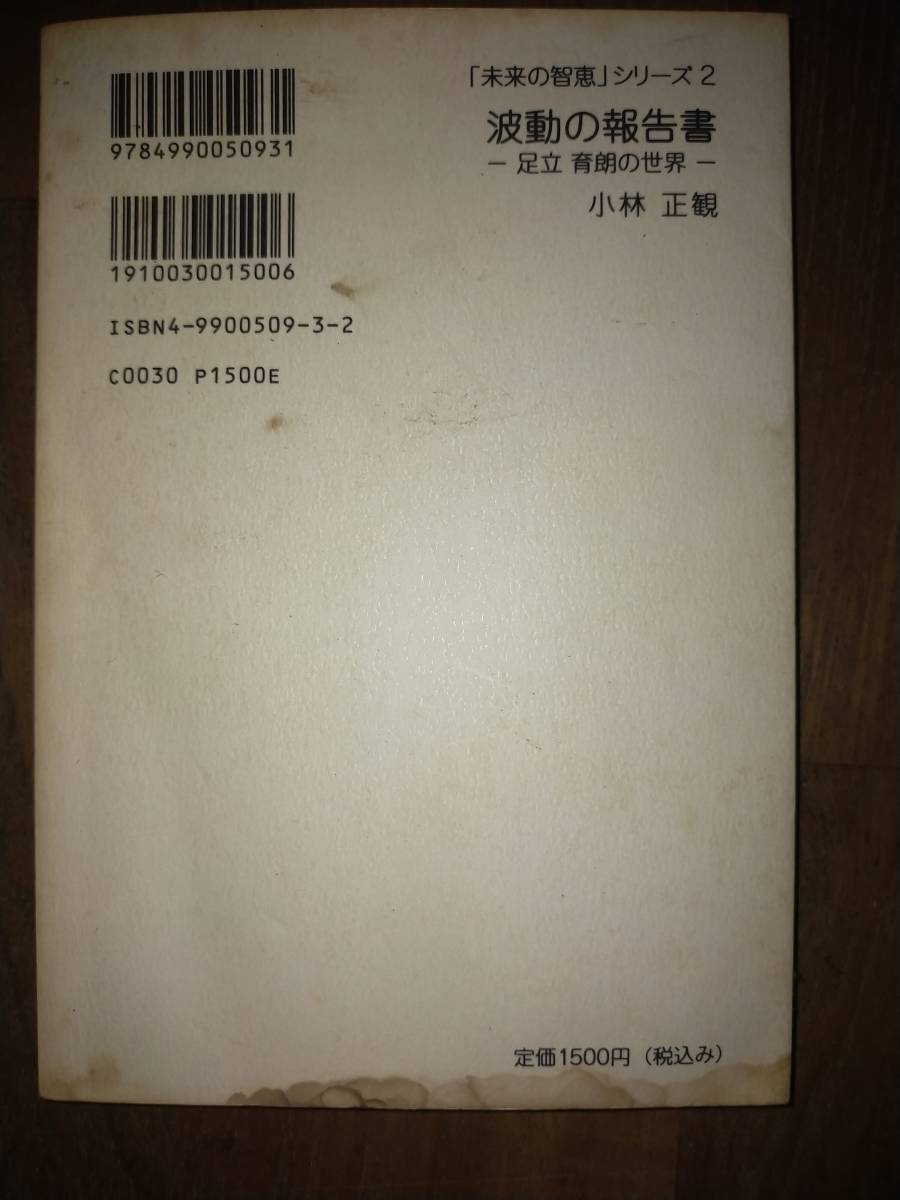 「未来の智恵」シリーズ2
波動の報告書
− 足立 育朗の世界 −
小林 正観
9784990050931
1910030015006
ISBN4-9900509-3-2
C0030 P1500E
定価1500円（税込み）